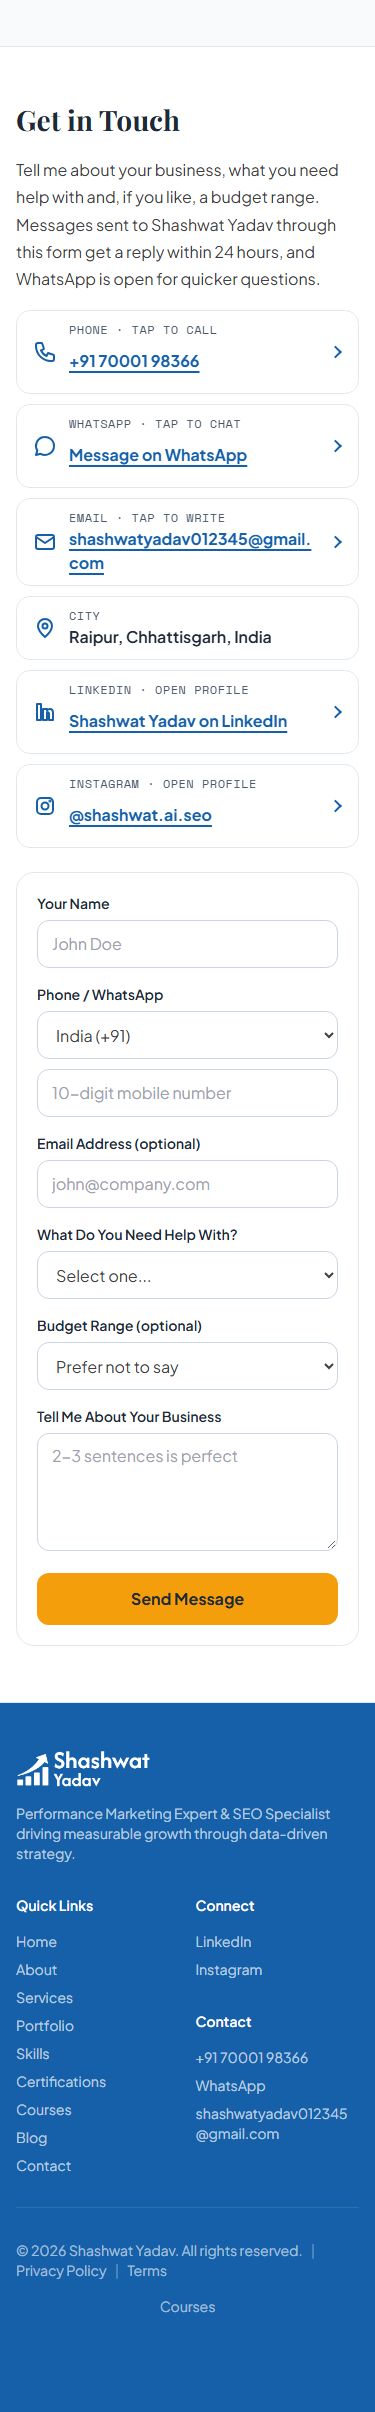 Get in Touch
Tell me about your business, what you need
help with and, if you like, a budget range.
Messages sent to Shashwat Yadav through
this form get a reply within 24 hours, and
WhatsApp is open for quicker questions.
PHONE · TAP TO CALL
+91 70001 98366
WHATSAPP · TAP TO CHAT
Message on WhatsApp
EMAIL · TAP TO WRITE
shashwatyadav012345@gmail.
com
CITY
Raipur, Chhattisgarh, India
LINKEDIN · OPEN PROFILE
Shashwat Yadav on LinkedIn
INSTAGRAM · OPEN PROFILE
@shashwat.ai.seo
Your Name
John Doe
Phone / WhatsApp
India (+91)
10-digit mobile number
Email Address (optional)
john@company.com
What Do You Need Help With?
Select one...
Budget Range (optional)
Prefer not to say
Tell Me About Your Business
2-3 sentences is perfect
Send Message
Shashwat
Yadav
Performance Marketing Expert & SEO Specialist
driving measurable growth through data-driven
strategy.
Quick Links
Home
About
Services
Portfolio
Skills
Certifications
Courses
Blog
Contact
Connect
LinkedIn
Instagram
Contact
+91 70001 98366
WhatsApp
shashwatyadav012345
@gmail.com
© 2026 Shashwat Yadav. All rights reserved. |
Privacy Policy | Terms
Courses